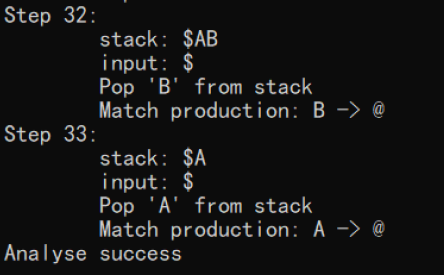 Step 32:
stack: $AB
input: $
Pop 'B' from stack
Match production: B -> @
Step 33:
stack: $A
input: $
Pop 'A' from stack
Match production: A -> @
Analyse success